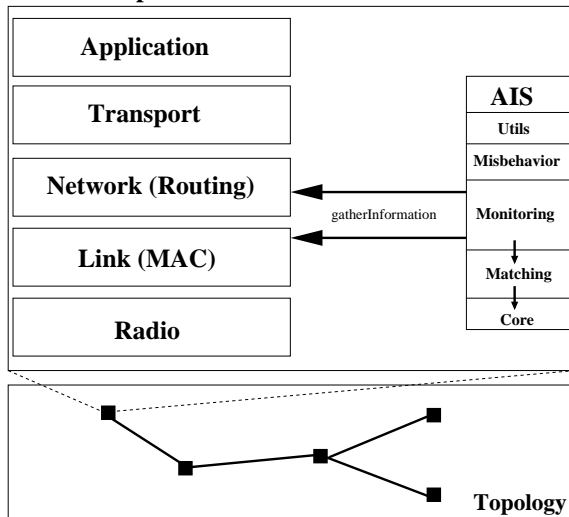 Application
Transport
Network (Routing)
Link (MAC)
Radio
gatherInformation
AIS
Utils
Misbehavior
Monitoring
Matching
Core
Topology